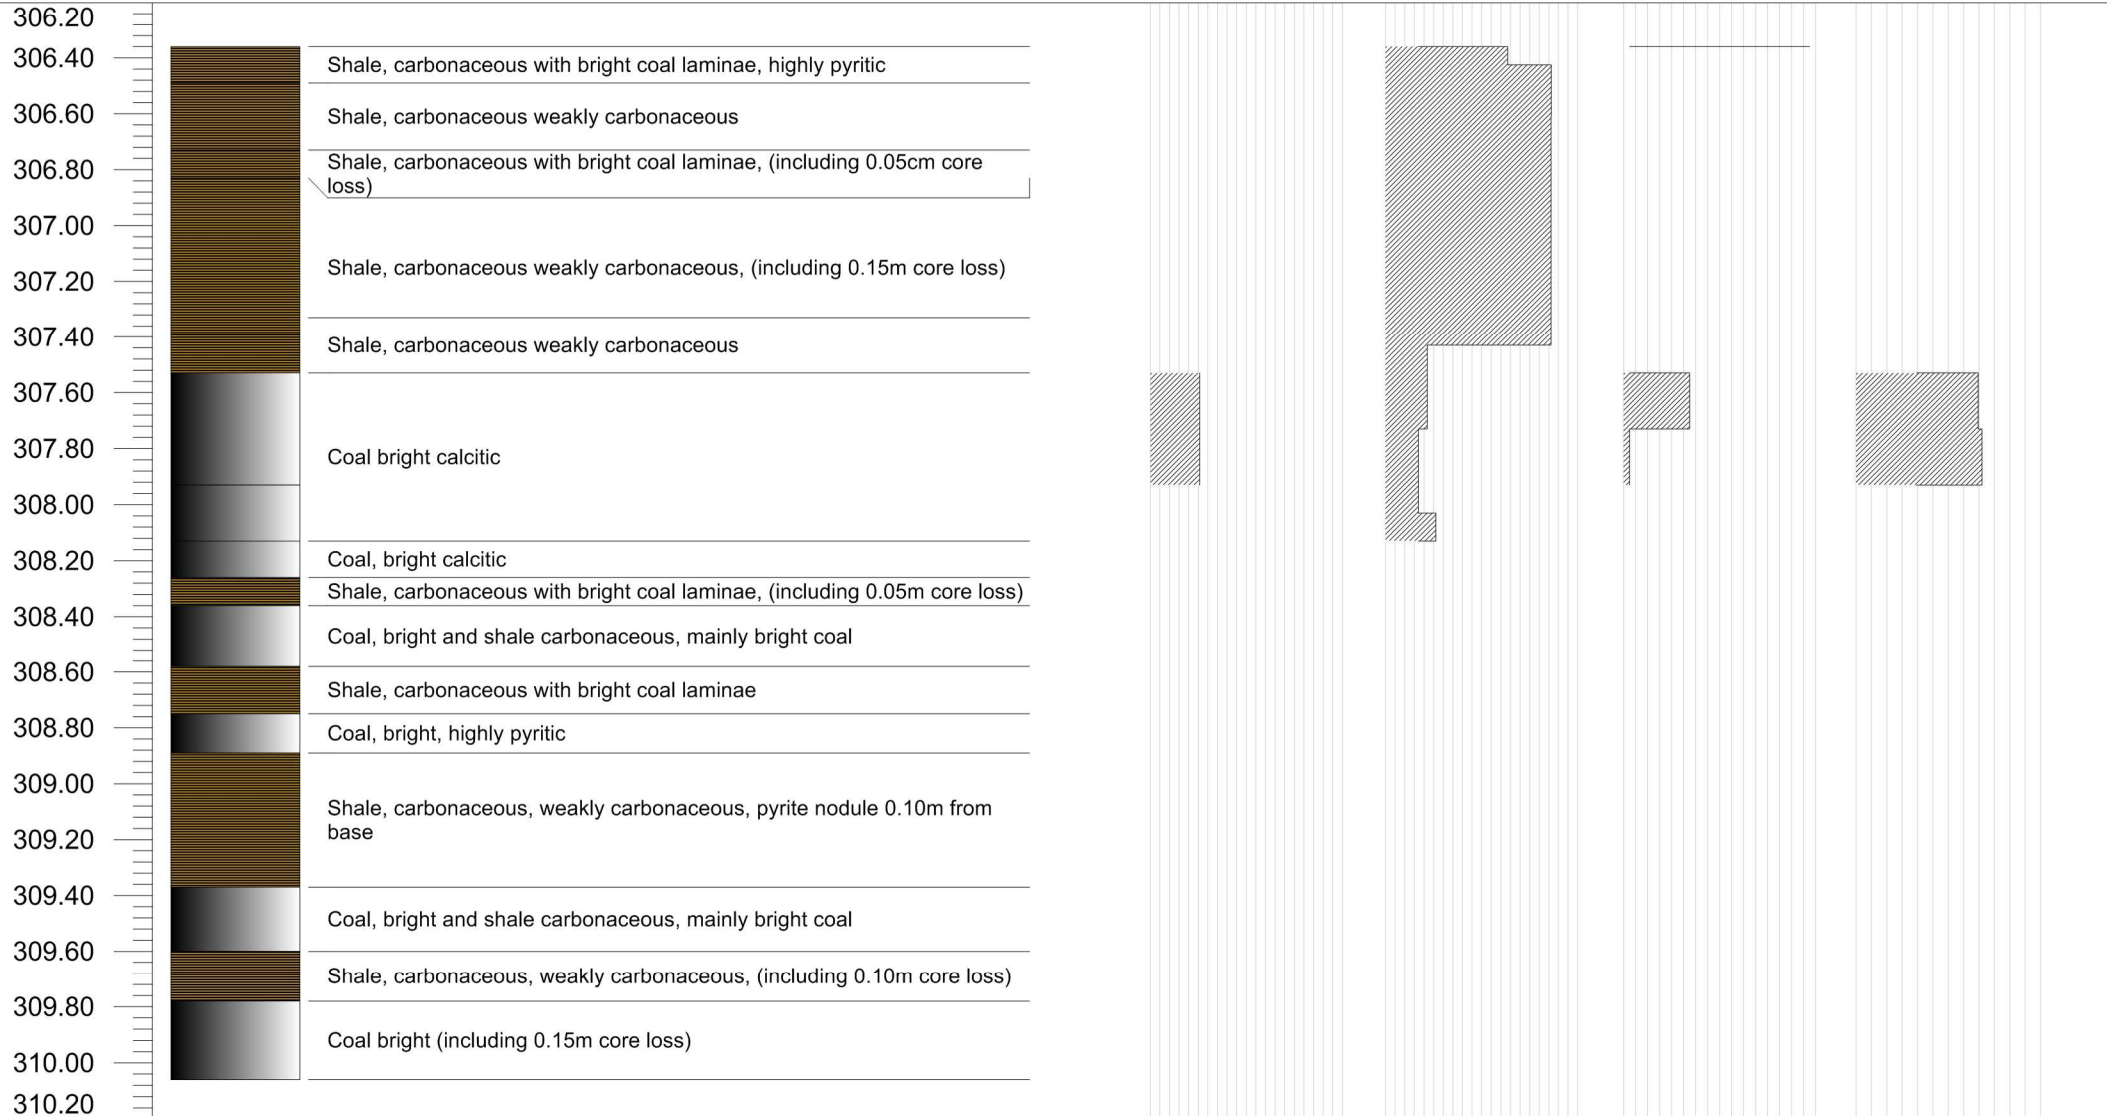 306.20
306.40
Shale, carbonaceous with bright coal laminae, highly pyritic
306.60
Shale, carbonaceous weakly carbonaceous
306.80
Shale, carbonaceous with bright coal laminae, (including 0.05cm core
loss)
307.00
307.20
Shale, carbonaceous weakly carbonaceous, (including 0.15m core loss)
307.40
Shale, carbonaceous weakly carbonaceous
307.60
307.80
Coal bright calcitic
308.00
308.20
Coal, bright calcitic
Shale, carbonaceous with bright coal laminae, (including 0.05m core loss)
308.40
Coal, bright and shale carbonaceous, mainly bright coal
308.60
Shale, carbonaceous with bright coal laminae
308.80
Coal, bright, highly pyritic
309.00
Shale, carbonaceous, weakly carbonaceous, pyrite nodule 0.10m from
base
309.20
309.40
Coal, bright and shale carbonaceous, mainly bright coal
309.60
Shale, carbonaceous, weakly carbonaceous, (including 0.10m core loss)
309.80
Coal bright (including 0.15m core loss)
310.00
310.20